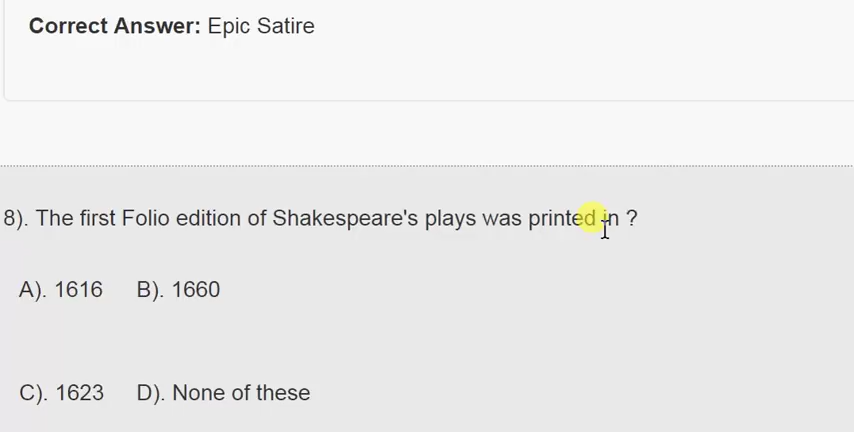 Correct Answer: Epic Satire
8). The first Folio edition of Shakespeare's plays was printed in ?
A). 1616 B). 1660
C). 1623 D). None of these